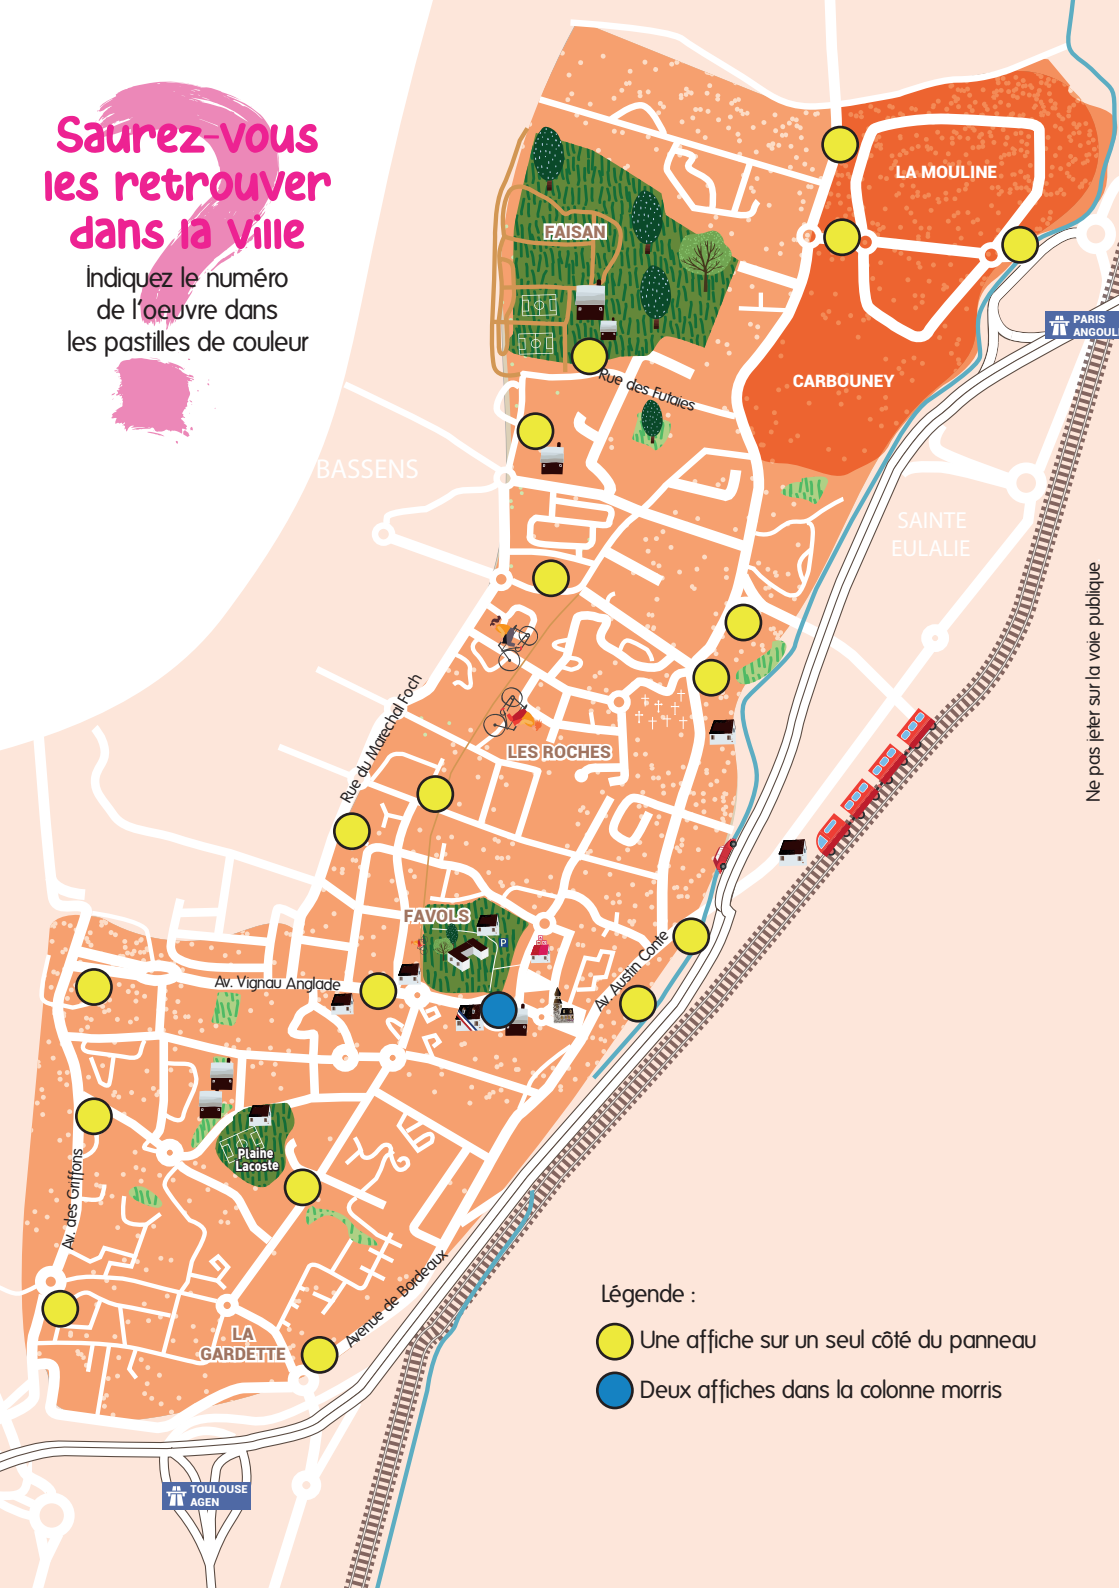 Saurez-vous
les retrouver
dans la ville
Indiquez le numéro
de l'oeuvre dans
les pastilles de couleur
LA MOULINE
FAISAN
PARIS
ANGOUL
CARBOUNEY
Rue des Futaies
BASSENS
SAINTE
EULALIE
Ne pas jeter sur la voie publique
Rue du Marechal Foch
LES ROCHES
FAVOLS
P
Av. Vignau Anglade
Av. Austin Conte
Plaine
Lacoste
Av. des Griffons
Avenue de Bordeaux
LA
GARDETTE
Légende :
Une affiche sur un seul côté du panneau
Deux affiches dans la colonne morris
TOULOUSE
AGEN